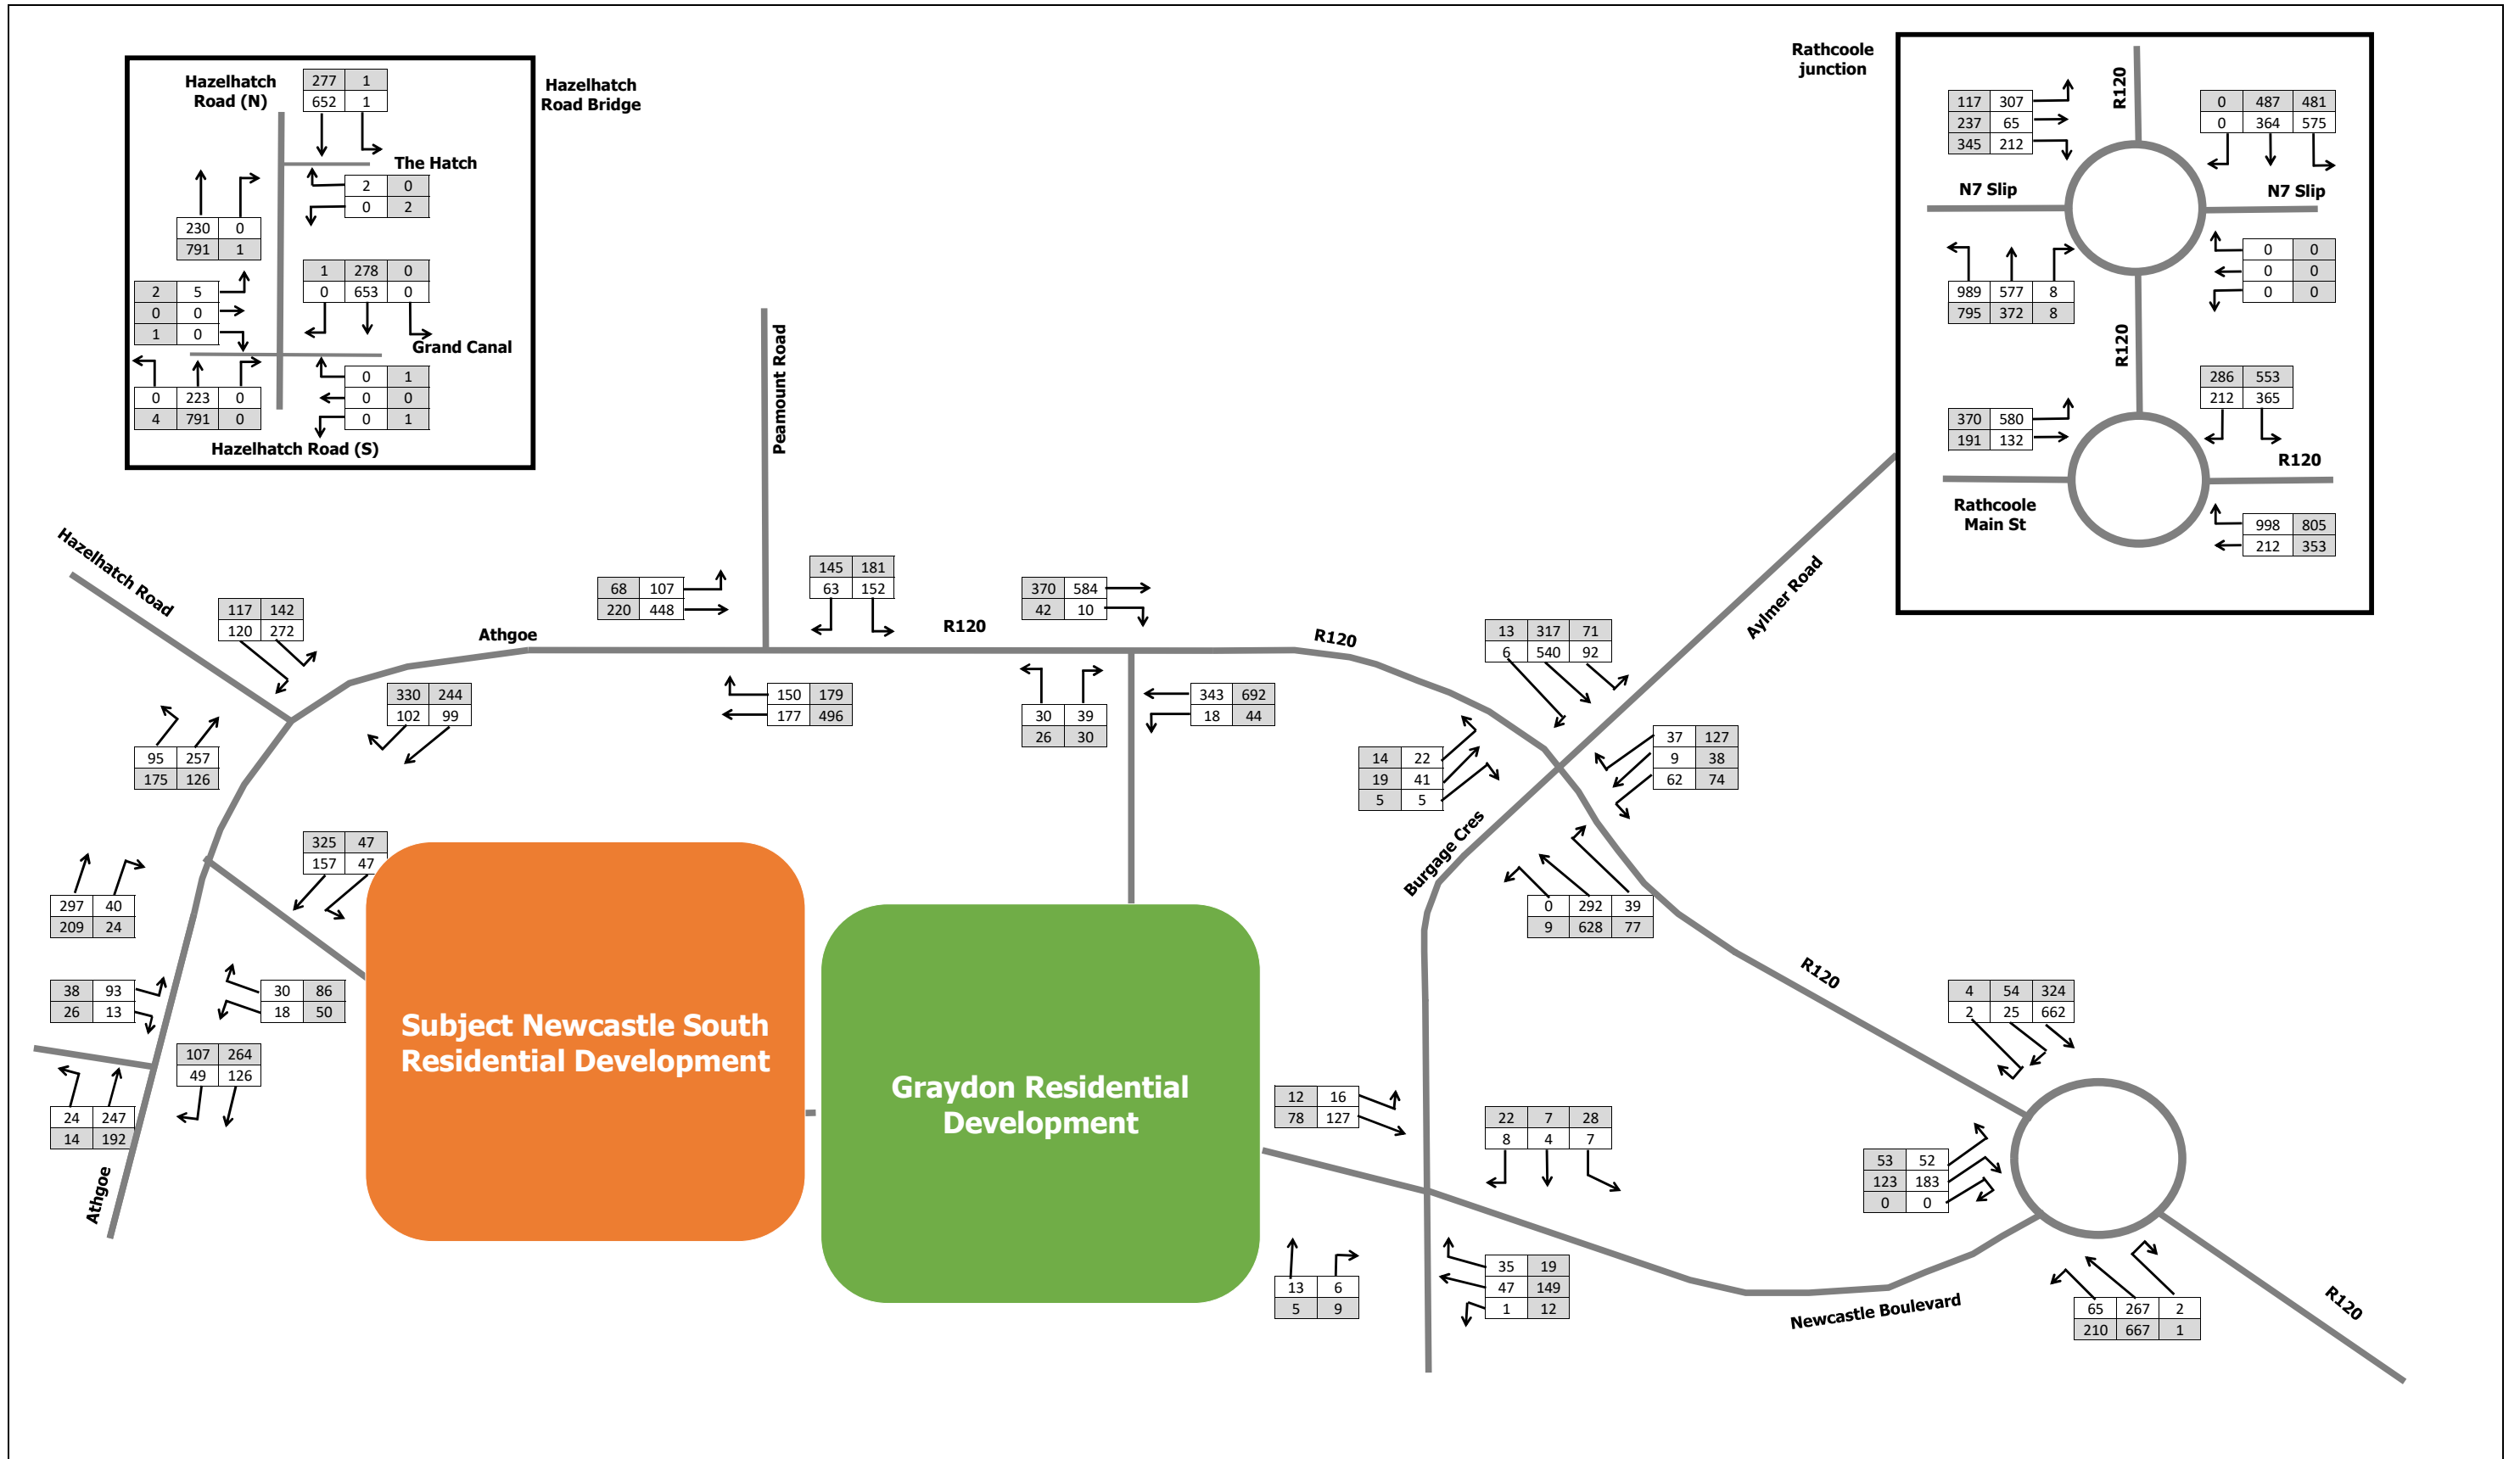 Hazelhatch
Road (N)
277 1
652 1
Hazelhatch
Road Bridge
The Hatch
2 0
0 2
230 0
791 1
1 278 0
0 653 0
2 5
0 0
1 0
Grand Canal
0 1
0 0
0 1
0 223 0
4 791 0
Hazelhatch Road (S)
Rathcoole
junction
R120
117 307
237 65
345 212
0 487 481
0 364 575
N7 Slip
N7 Slip
0 0
0 0
0 0
989 577 8
795 372 8
R120
286 553
212 365
370 580
191 132
R120
Rathcoole
Main St
998 805
212 353
Peamount Road
Hazelhatch Road
117 142
120 272
Athgoe
68 107
220 448
145 181
63 152
R120
370 584
42 10
R120
13 317 71
6 540 92
Aylmer Road
330 244
102 99
150 179
177 496
30 39
26 30
343 692
18 44
95 257
175 126
14 22
19 41
5 5
37 127
9 38
62 74
Burgage Cres
325 47
157 47
297 40
209 24
0 292 39
9 628 77
R120
38 93
26 13
30 86
18 50
107 264
49 126
24 247
14 192
Athgoe
Subject Newcastle South
Residential Development
Graydon Residential
Development
4 54 324
2 25 662
12 16
78 127
22 7 28
8 4 7
53 52
123 183
0 0
13 6
5 9
35 19
47 149
1 12
Newcastle Boulevard
65 267 2
210 667 1
R120